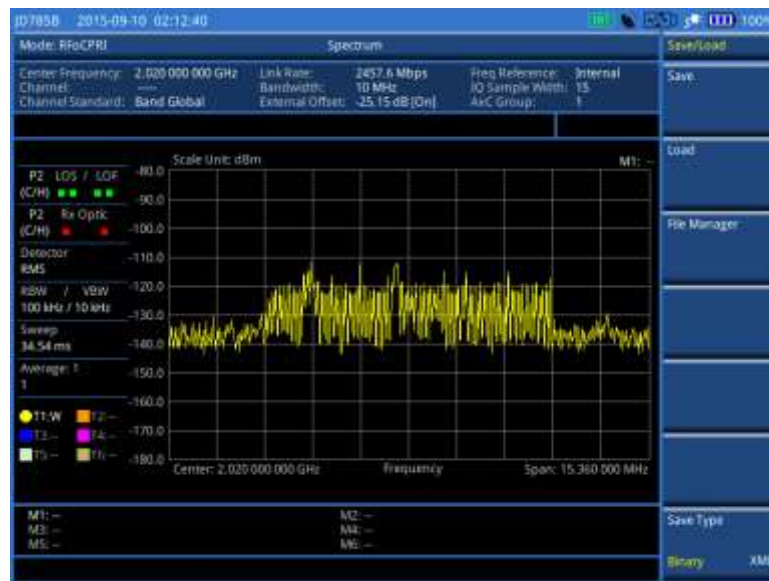 JD785B 2015-09-10 02:12:40 100%
Mode: RFoCPRI Spectrum Save/Load
Center Frequency: 2.020 000 000 GHz Link Rate: 2457.6 Mbps Freq Reference: Internal
Channel: ---- Bandwidth: 10 MHz IQ Sample Width: 15
Channel Standard: Band Global External Offset: -25.15 dB [On] AxC Group: 1
Save
Load
File Manager
Save Type
Binary XML
Scale Unit: dBm M1: --
P2 LOS / LOF
(C/H)
P2 Rx Optic
(C/H)
Detector
RMS
RBW / VBW
100 kHz / 10 kHz
Sweep
34.54 ms
Average: 1
1
T1:W T2:--
T3:-- T4:--
T5:-- T6:--
-80.0
-90.0
-100.0
-110.0
-120.0
-130.0
-140.0
-150.0
-160.0
-170.0
-180.0
Center: 2.020 000 000 GHz Frequency Span: 15.360 000 MHz
M1: -- M2: --
M3: -- M4: --
M5: -- M6: --